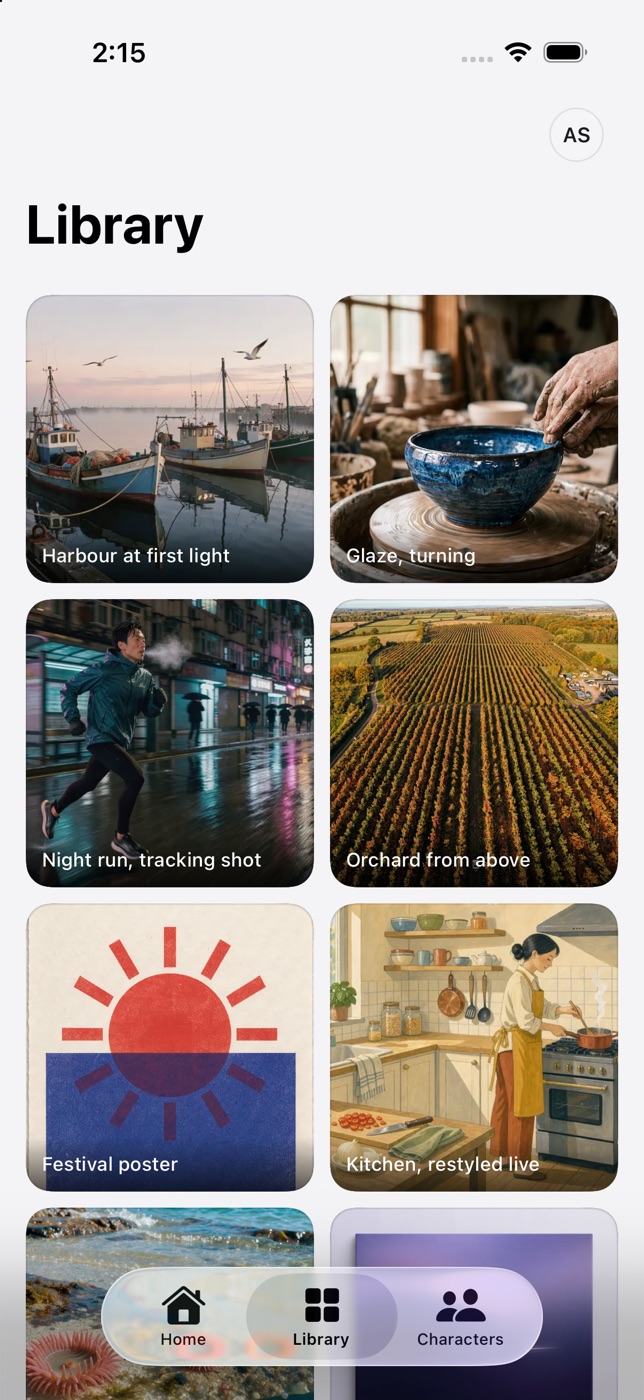 2:15
AS
Library
Harbour at first light
Glaze, turning
Night run, tracking shot
Orchard from above
Festival poster
Kitchen, restyled live
Home
Library
Characters